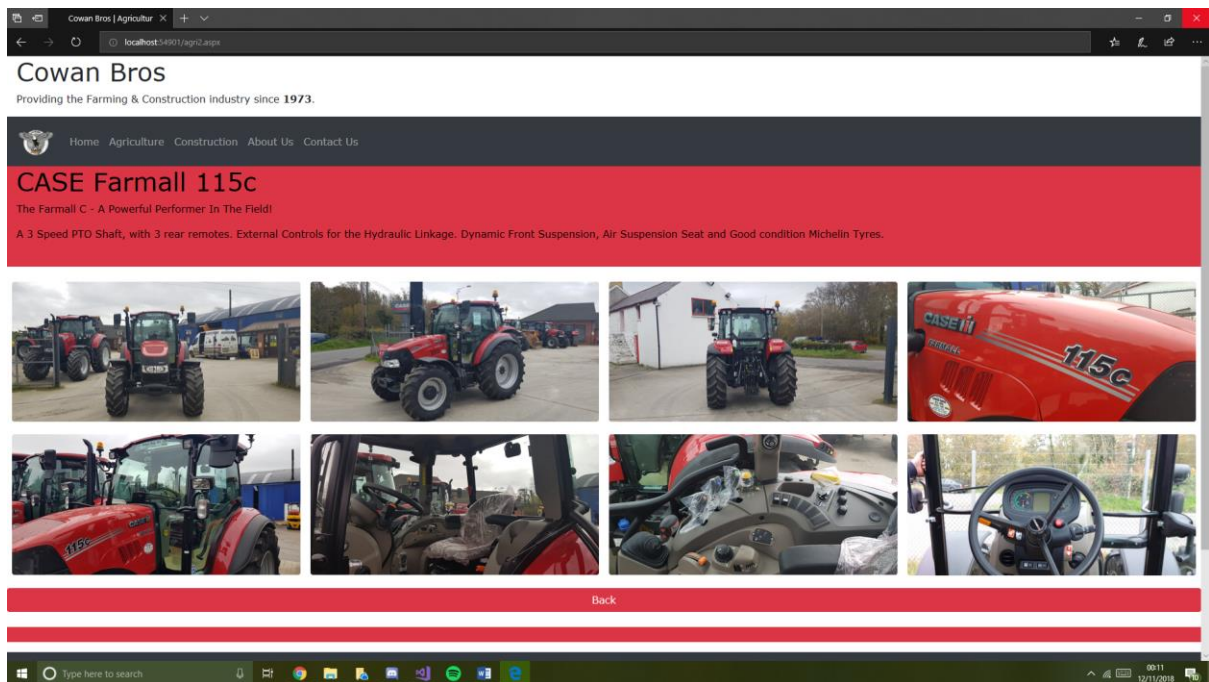 Cowan Bros | Agricultur
localhost:54901/agri2.aspx
Cowan Bros
Providing the Farming & Construction industry since 1973.
Home Agriculture Construction About Us Contact Us
CASE Farmall 115c
The Farmall C - A Powerful Performer In The Field!
A 3 Speed PTO Shaft, with 3 rear remotes. External Controls for the Hydraulic Linkage. Dynamic Front Suspension, Air Suspension Seat and Good condition Michelin Tyres.
CASE IH
FARMALL
115c
CASE IH
115c
Back
Type here to search
00:11
12/11/2018